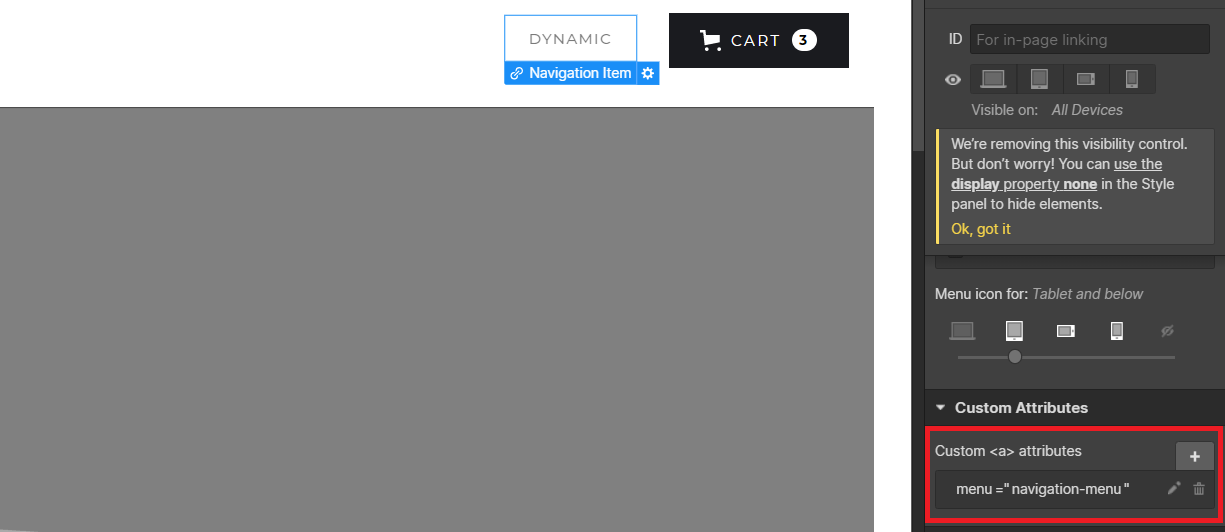 DYNAMIC
CART 3
Navigation Item
ID For in-page linking
Visible on: All Devices
We're removing this visibility control.
But don't worry! You can use the
display property none in the Style
panel to hide elements.
Ok, got it
Menu icon for: Tablet and below
Custom Attributes
Custom <a> attributes
+
menu =" navigation-menu "